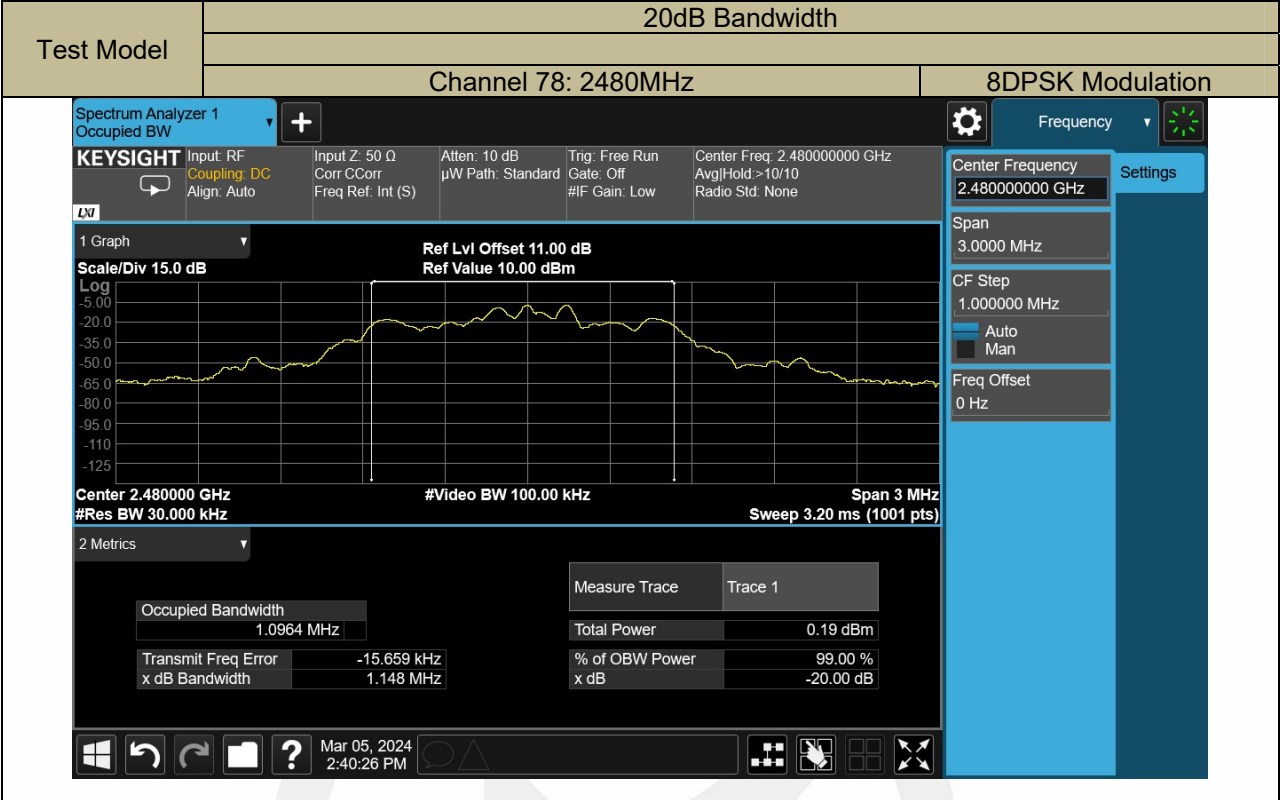 Test Model
20dB Bandwidth
Channel 78: 2480MHz
8DPSK Modulation
Spectrum Analyzer 1
Occupied BW
+
Frequency
KEYSIGHT
LXI
Input: RF
Coupling: DC
Align: Auto
Input Z: 50 Ω
Corr CCorr
Freq Ref: Int (S)
Atten: 10 dB
µW Path: Standard
Trig: Free Run
Gate: Off
#IF Gain: Low
Center Freq: 2.480000000 GHz
Avg|Hold:>10/10
Radio Std: None
Center Frequency
2.480000000 GHz
Settings
Span
3.0000 MHz
CF Step
1.000000 MHz
Auto
Man
Freq Offset
0 Hz
1 Graph
Scale/Div 15.0 dB
Ref Lvl Offset 11.00 dB
Ref Value 10.00 dBm
Log
-5.00
-20.0
-35.0
-50.0
-65.0
-80.0
-95.0
-110
-125
Center 2.480000 GHz
#Res BW 30.000 kHz
#Video BW 100.00 kHz
Span 3 MHz
Sweep 3.20 ms (1001 pts)
2 Metrics
Measure Trace Trace 1
Occupied Bandwidth
1.0964 MHz
Total Power 0.19 dBm
Transmit Freq Error -15.659 kHz
% of OBW Power 99.00 %
x dB Bandwidth 1.148 MHz
x dB -20.00 dB
?
Mar 05, 2024
2:40:26 PM